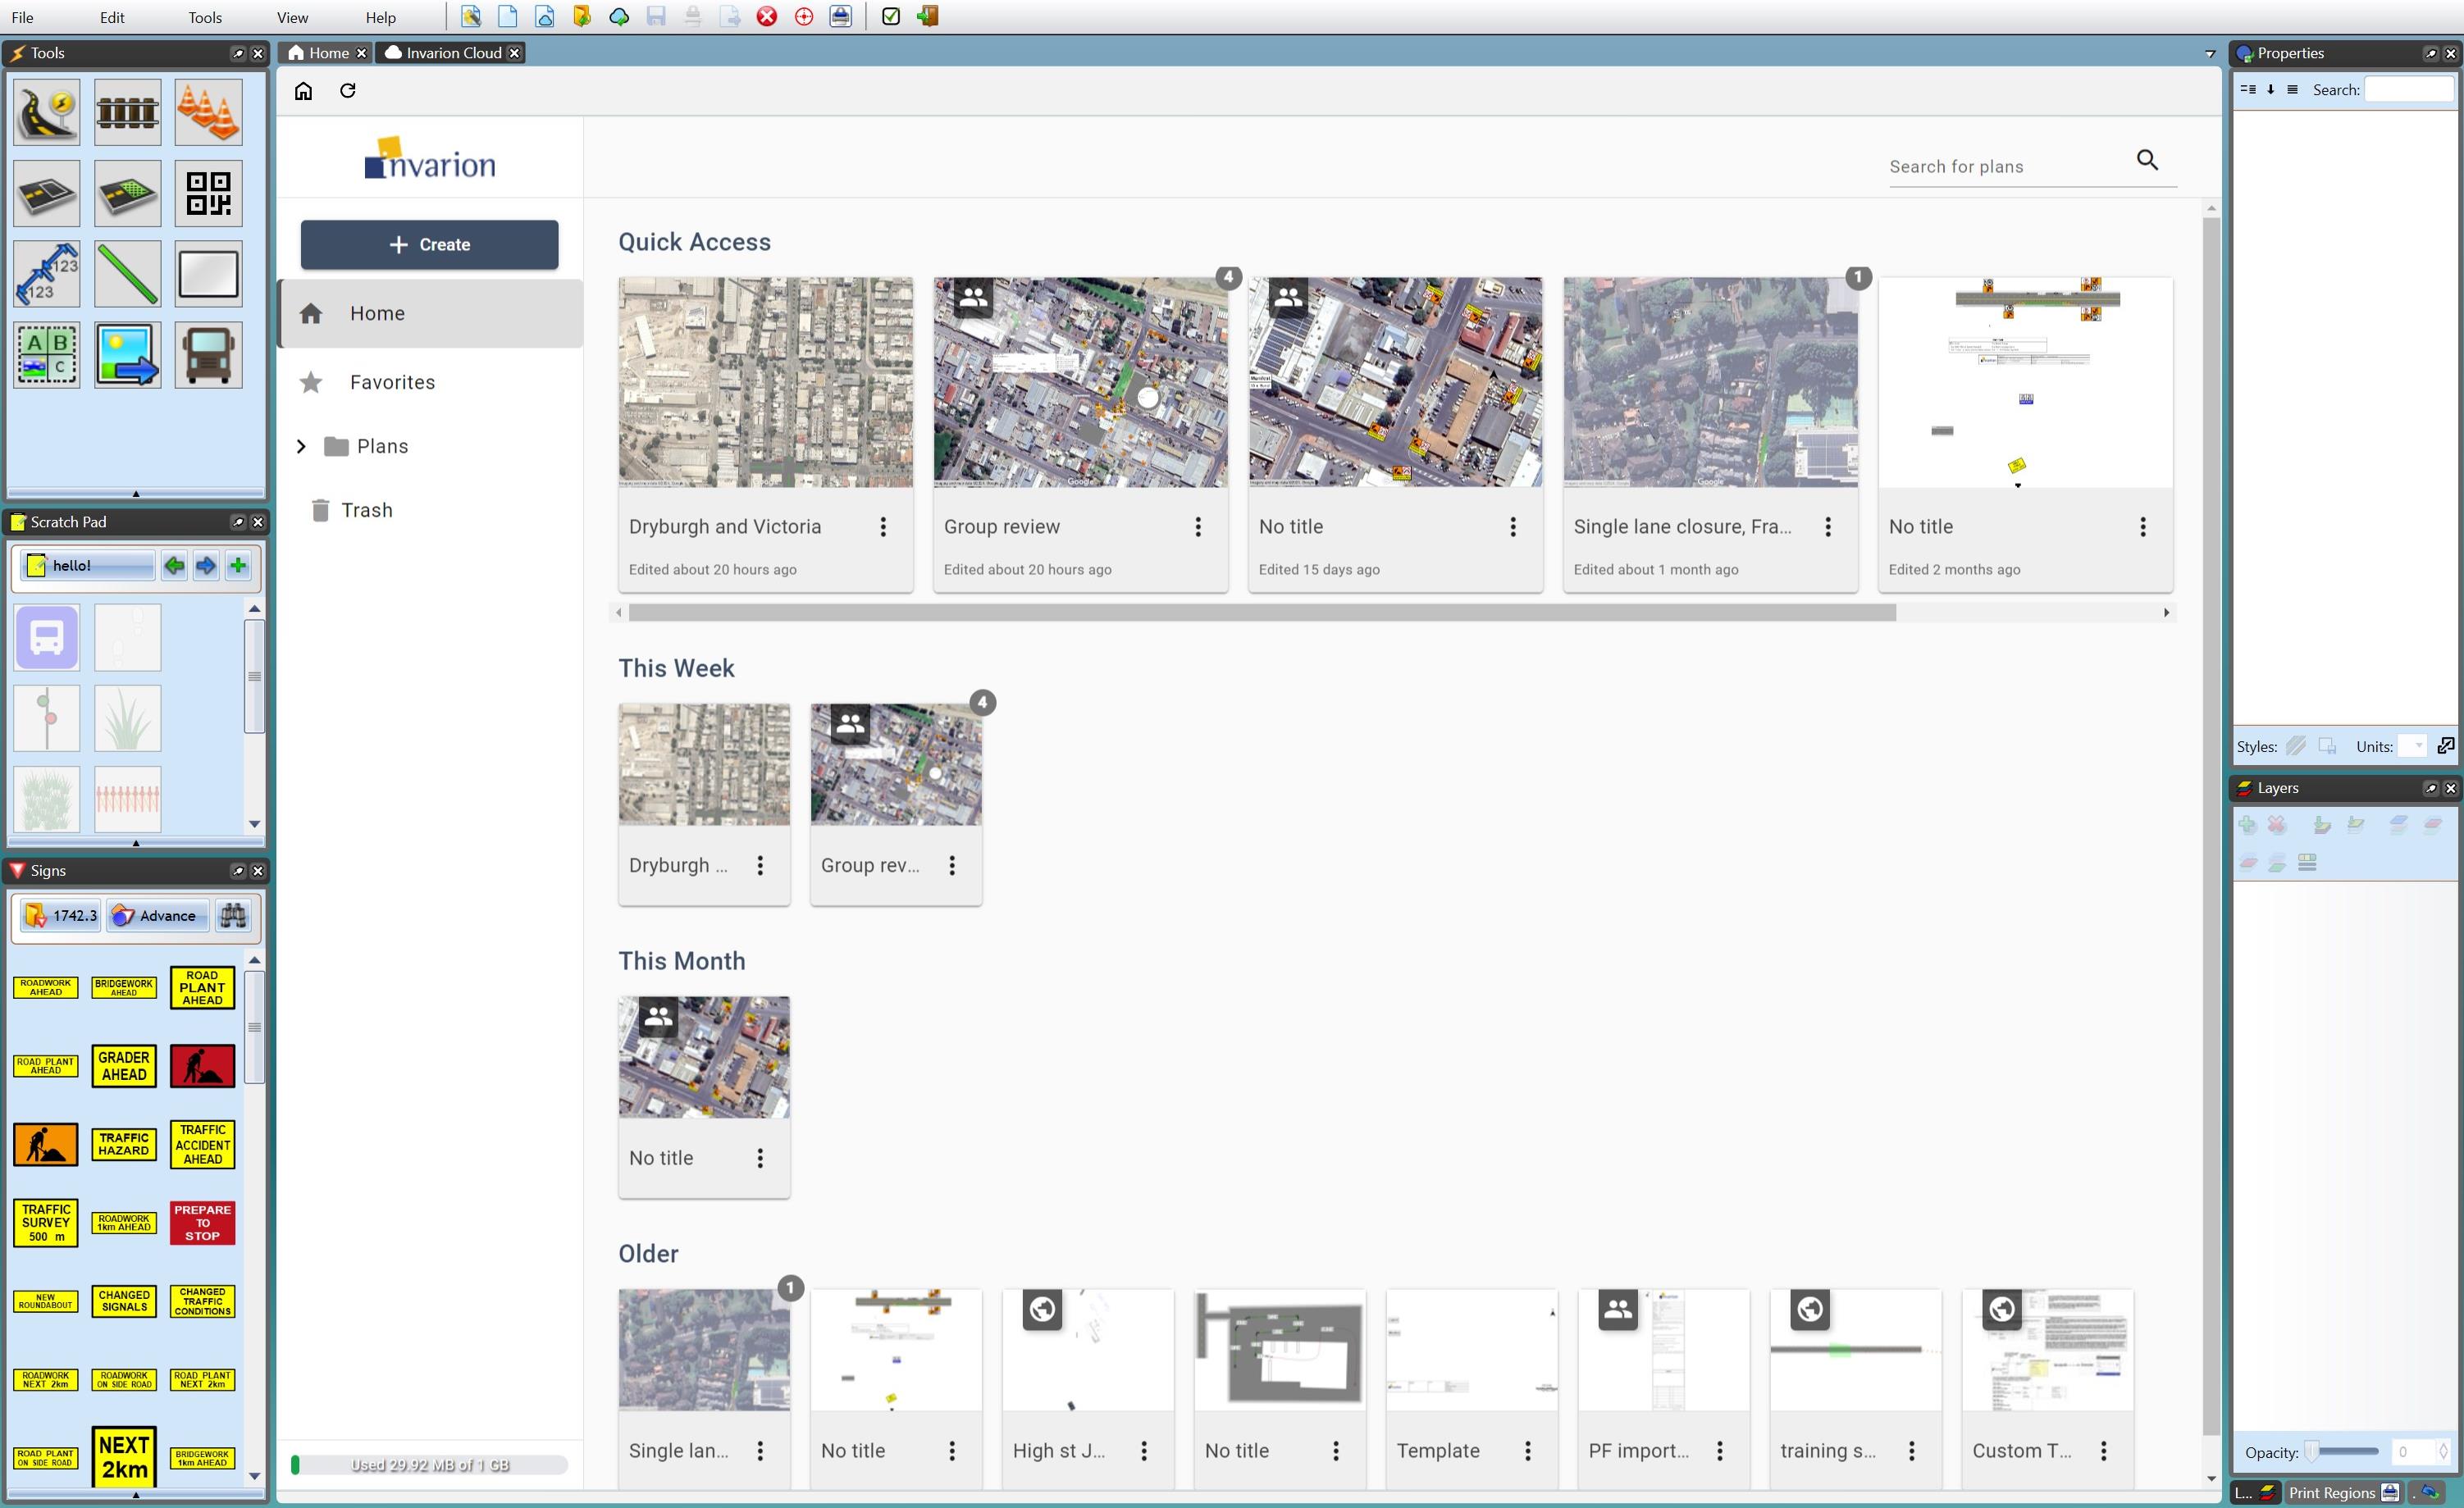 File Edit Tools View Help
Tools
Home
Invarion Cloud
Properties
Search:
123
123
A B
C
Invarion
Search for plans
Create
Home
Favorites
Plans
Trash
Quick Access
4
1
Google
Google
Dryburgh and Victoria
Edited about 20 hours ago
Group review
Edited about 20 hours ago
No title
Edited 15 days ago
Single lane closure, Fra...
Edited about 1 month ago
No title
Edited 2 months ago
Scratch Pad
hello!
This Week
4
Dryburgh ...
Group rev...
Styles:
Units:
Layers
Signs
1742.3
Advance
ROADWORK
AHEAD
BRIDGEWORK
AHEAD
ROAD
PLANT
AHEAD
ROAD PLANT
AHEAD
GRADER
AHEAD
TRAFFIC
HAZARD
TRAFFIC
ACCIDENT
AHEAD
TRAFFIC
SURVEY
500 m
ROADWORK
1km AHEAD
PREPARE
TO
STOP
NEW
ROUNDABOUT
CHANGED
SIGNALS
CHANGED
TRAFFIC
CONDITIONS
ROADWORK
NEXT 2km
ROADWORK
ON SIDE ROAD
ROAD PLANT
NEXT 2km
ROAD PLANT
ON SIDE ROAD
NEXT
2km
BRIDGEWORK
1km AHEAD
This Month
No title
Older
1
Single lan...
No title
High st J...
No title
Template
PF import...
training s...
Custom T...
Used 29.92 MB of 1 GB
Opacity:
0
L...
Print Regions